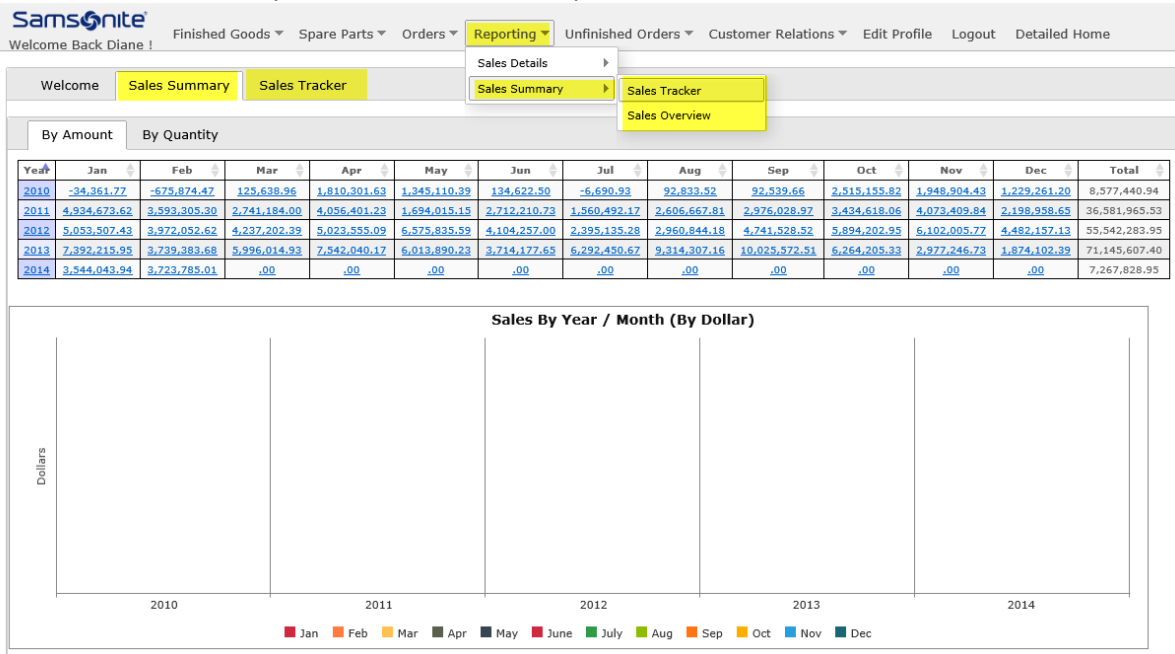 Samsonite
Welcome Back Diane !
Finished Goods Spare Parts Orders Reporting Unfinished Orders Customer Relations Edit Profile Logout Detailed Home
Sales Details
Sales Summary
Sales Tracker
Sales Overview
Welcome Sales Summary Sales Tracker
By Amount By Quantity
Year Jan Feb Mar Apr May Jun Jul Aug Sep Oct Nov Dec Total
2010 -34,361.77 -675,874.47 125,638.96 1,810,301.63 1,345,110.39 134,622.50 -6,690.93 92,833.52 92,539.66 2,515,155.82 1,948,904.43 1,229,261.20 8,577,440.94
2011 4,934,673.62 3,593,305.30 2,741,184.00 4,056,401.23 1,694,015.15 2,712,210.73 1,560,492.17 2,606,667.81 2,976,028.97 3,434,618.06 4,073,409.84 2,198,958.65 36,581,965.53
2012 5,053,507.43 3,972,052.62 4,237,202.39 5,023,555.09 6,575,835.59 4,104,257.00 2,395,135.28 2,960,844.18 4,741,528.52 5,894,202.95 6,102,005.77 4,482,157.13 55,542,283.95
2013 7,392,215.95 3,739,383.68 5,996,014.93 7,542,040.17 6,013,890.23 3,714,177.65 6,292,450.67 9,314,307.16 10,025,572.51 6,264,205.33 2,977,246.73 1,874,102.39 71,145,607.40
2014 3,544,043.94 3,723,785.01 .00 .00 .00 .00 .00 .00 .00 .00 .00 .00 7,267,828.95
Sales By Year / Month (By Dollar)
Dollars
2010 2011 2012 2013 2014
Jan Feb Mar Apr May June July Aug Sep Oct Nov Dec